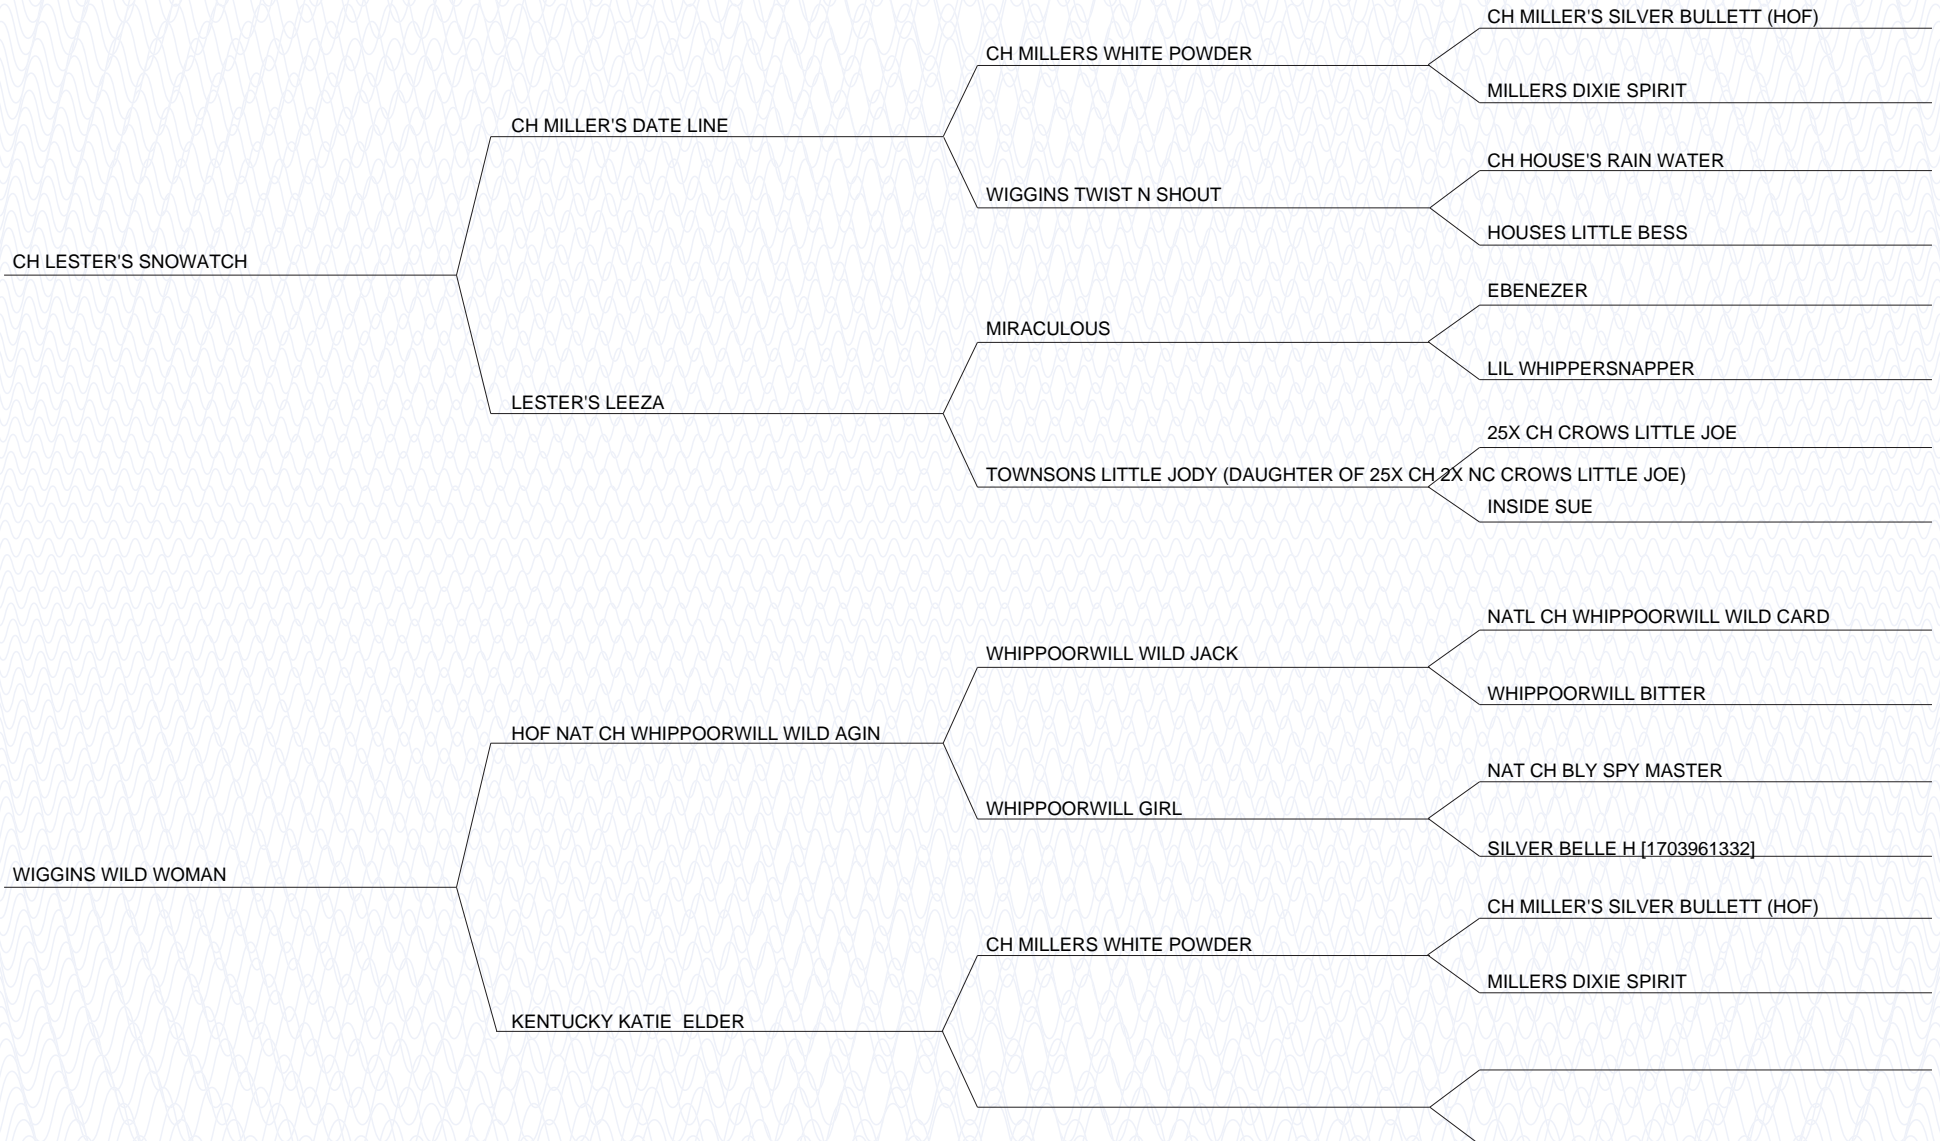 CH MILLER'S SILVER BULLETT (HOF)
CH MILLERS WHITE POWDER
MILLERS DIXIE SPIRIT
CH MILLER'S DATE LINE
CH HOUSE'S RAIN WATER
WIGGINS TWIST N SHOUT
HOUSES LITTLE BESS
CH LESTER'S SNOWATCH
EBENEZER
MIRACULOUS
LIL WHIPPERSNAPPER
LESTER'S LEEZA
25X CH CROWS LITTLE JOE
TOWNSONS LITTLE JODY (DAUGHTER OF 25X CH 2X NC CROWS LITTLE JOE)
INSIDE SUE
NATL CH WHIPPOORWILL WILD CARD
WHIPPOORWILL WILD JACK
WHIPPOORWILL BITTER
HOF NAT CH WHIPPOORWILL WILD AGIN
NAT CH BLY SPY MASTER
WHIPPOORWILL GIRL
SILVER BELLE H [1703961332]
WIGGINS WILD WOMAN
CH MILLER'S SILVER BULLETT (HOF)
CH MILLERS WHITE POWDER
MILLERS DIXIE SPIRIT
KENTUCKY KATIE  ELDER